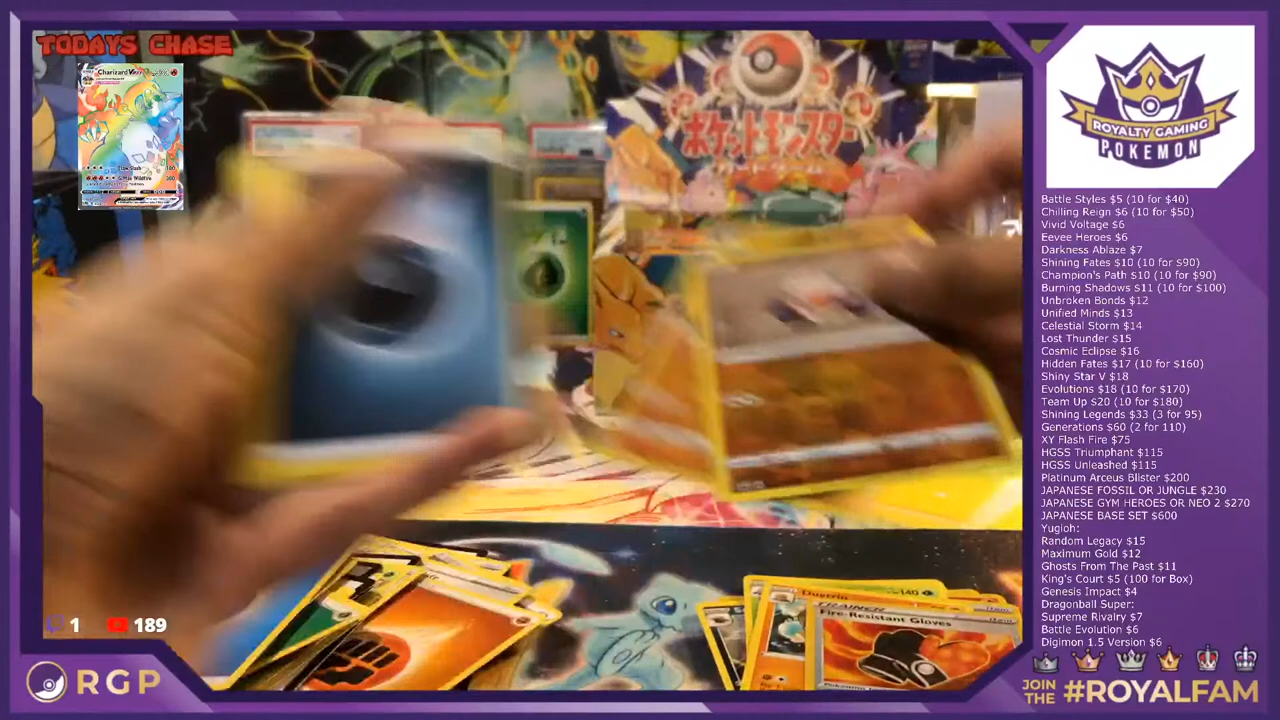 TODAYS CHASE
Charizard
Claw Slash 100
G-Max Wildfire 300
ポケットモンスター
ROYALTY GAMING
POKEMON
Battle Styles $5 (10 for $40)
Chilling Reign $6 (10 for $50)
Vivid Voltage $6
Eevee Heroes $6
Darkness Ablaze $7
Shining Fates $10 (10 for $90)
Champion's Path $10 (10 for $90)
Burning Shadows $11 (10 for $100)
Unbroken Bonds $12
Unified Minds $13
Celestial Storm $14
Lost Thunder $15
Cosmic Eclipse $16
Hidden Fates $17 (10 for $160)
Shiny Star V $18
Evolutions $18 (10 for $170)
Team Up $20 (10 for $180)
Shining Legends $33 (3 for 95)
Generations $60 (2 for 110)
XY Flash Fire $75
HGSS Triumphant $115
HGSS Unleashed $115
Platinum Arceus Blister $200
JAPANESE FOSSIL OR JUNGLE $230
JAPANESE GYM HEROES OR NEO 2 $270
JAPANESE BASE SET $600
Yugioh:
Random Legacy $15
Maximum Gold $12
Ghosts From The Past $11
King's Court $5 (100 for Box)
Genesis Impact $4
Dragonball Super:
Supreme Rivalry $7
Battle Evolution $6
Digimon 1.5 Version $6
140
TRAINER
Fire-Resistant Gloves
1 189
RGP
JOIN
THE #ROYALFAM